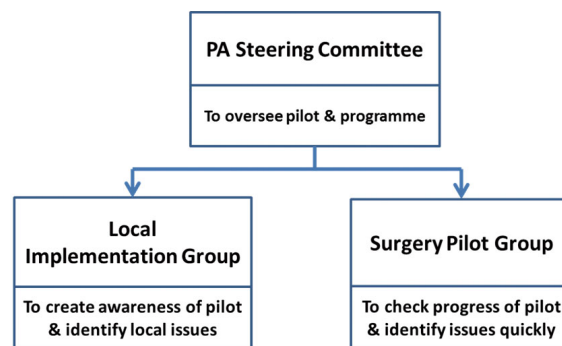 PA Steering Committee
To oversee pilot & programme
Local
Implementation Group
To create awareness of pilot
& identify local issues
Surgery Pilot Group
To check progress of pilot
& identify issues quickly